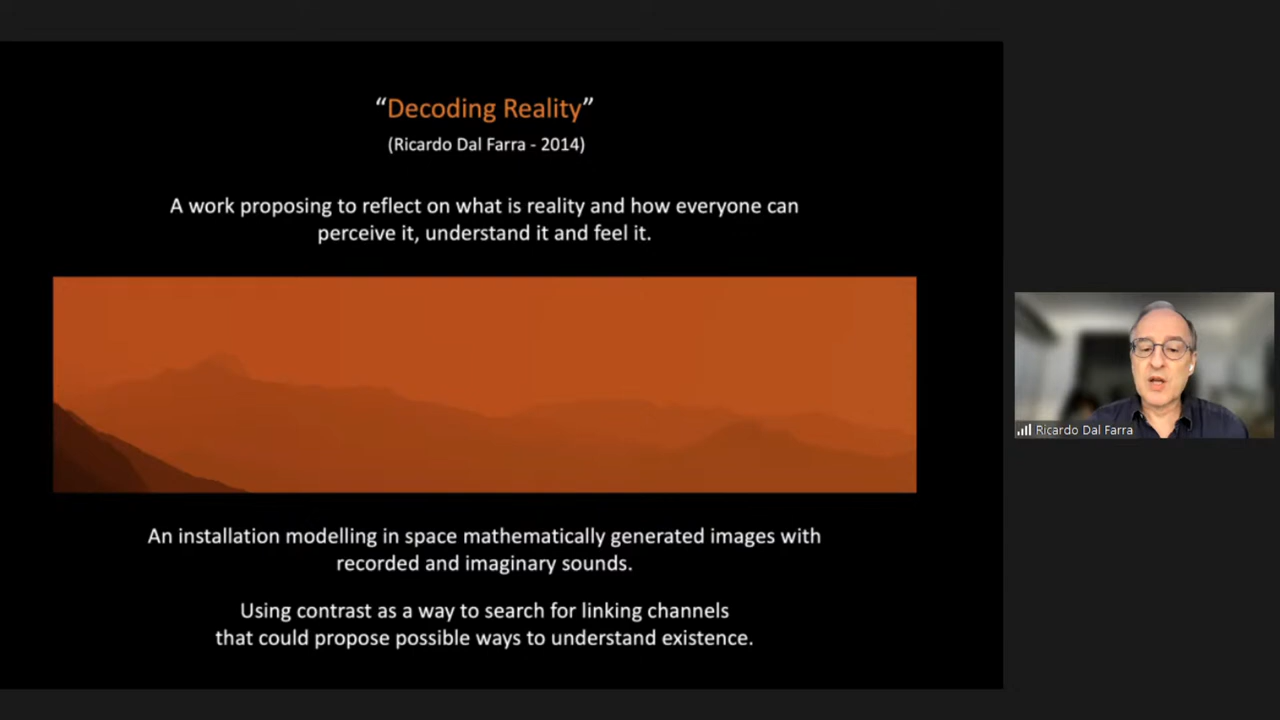 “Decoding Reality”
(Ricardo Dal Farra - 2014)
A work proposing to reflect on what is reality and how everyone can
perceive it, understand it and feel it.
An installation modelling in space mathematically generated images with
recorded and imaginary sounds.
Using contrast as a way to search for linking channels
that could propose possible ways to understand existence.
Ricardo Dal Farra